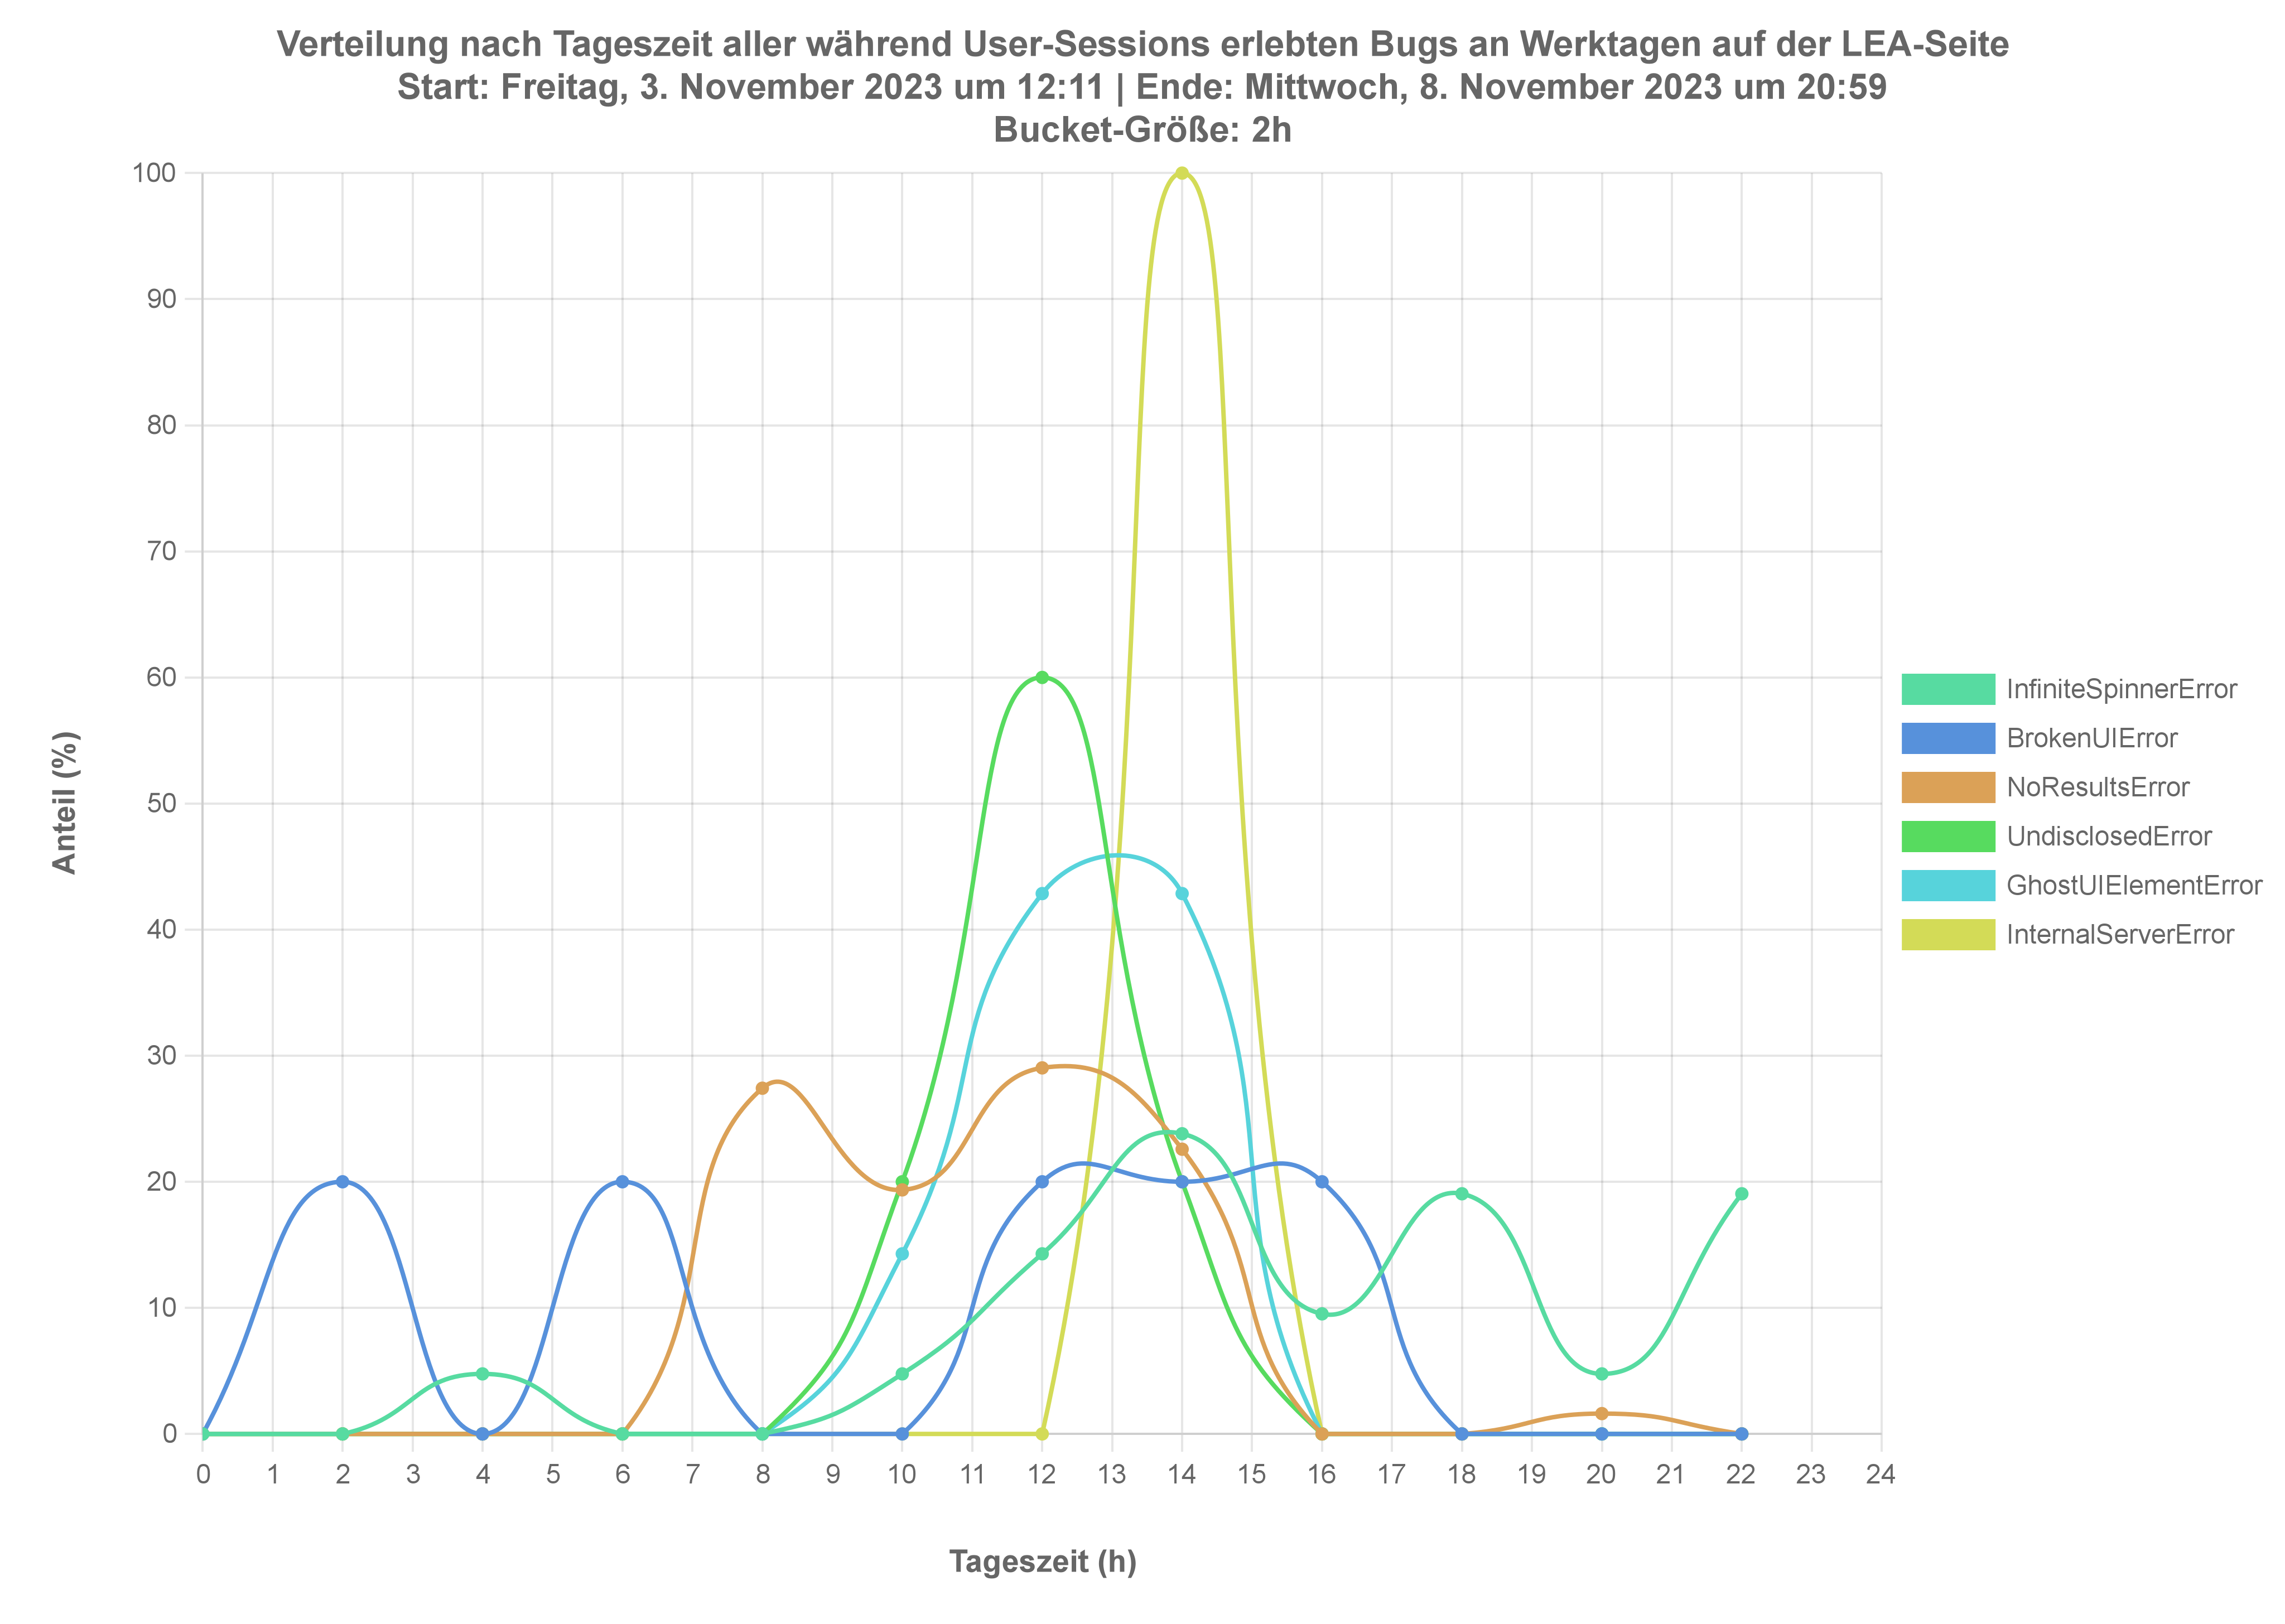 Verteilung nach Tageszeit aller während User-Sessions erlebten Bugs an Werktagen auf der LEA-Seite
Start: Freitag, 3. November 2023 um 12:11 | Ende: Mittwoch, 8. November 2023 um 20:59
Bucket-Größe: 2h
100
90
80
70
60
50
40
30
20
10
0
Anteil (%)
0 1 2 3 4 5 6 7 8 9 10 11 12 13 14 15 16 17 18 19 20 21 22 23 24
Tageszeit (h)
InfiniteSpinnerError
BrokenUIError
NoResultsError
UndisclosedError
GhostUIElementError
InternalServerError